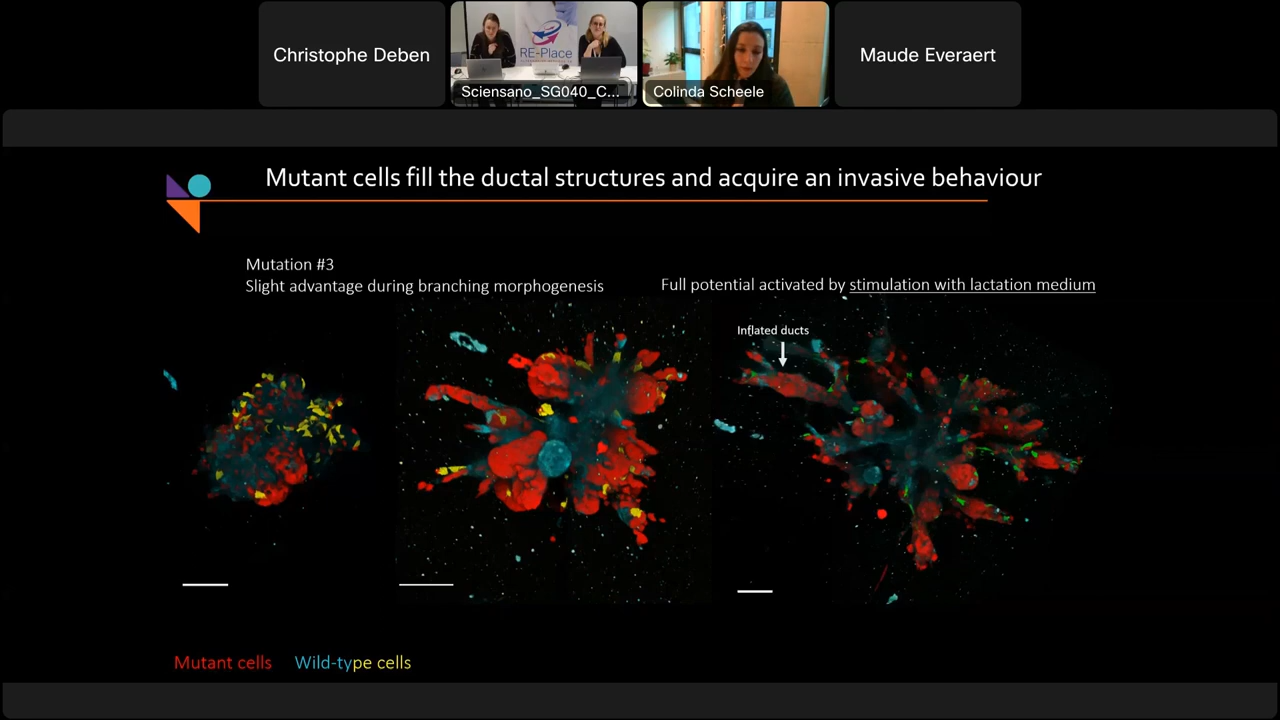 Christophe Deben
RE-Place
Sciensano_SG040_C...
Colinda Scheele
Maude Everaert
Mutant cells fill the ductal structures and acquire an invasive behaviour
Mutation #3
Slight advantage during branching morphogenesis
Full potential activated by stimulation with lactation medium
Inflated ducts
Mutant cells Wild-type cells